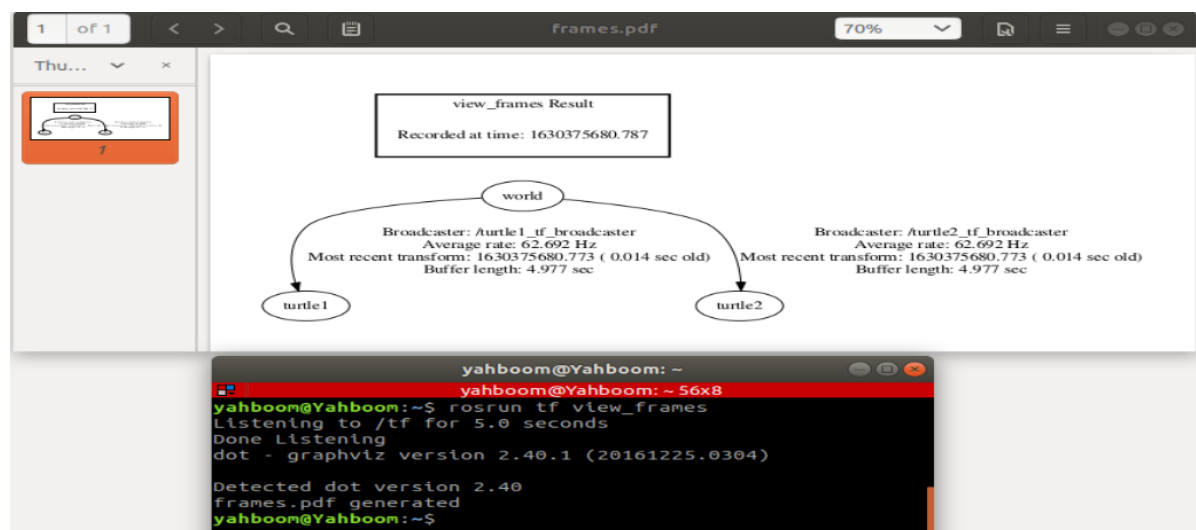 1 of 1
frames.pdf
70%
Thu...
1
view_frames Result
Recorded at time: 1630375680.787
world
Broadcaster: /turtle1_tf_broadcaster
Average rate: 62.692 Hz
Most recent transform: 1630375680.773 ( 0.014 sec old)
Buffer length: 4.977 sec
Broadcaster: /turtle2_tf_broadcaster
Average rate: 62.692 Hz
Most recent transform: 1630375680.773 ( 0.014 sec old)
Buffer length: 4.977 sec
turtle1
turtle2
yahboom@Yahboom: ~
yahboom@Yahboom: ~ 56x8
yahboom@Yahboom:~$ rosrun tf view_frames
Listening to /tf for 5.0 seconds
Done Listening
dot - graphviz version 2.40.1 (20161225.0304)
Detected dot version 2.40
frames.pdf generated
yahboom@Yahboom:~$